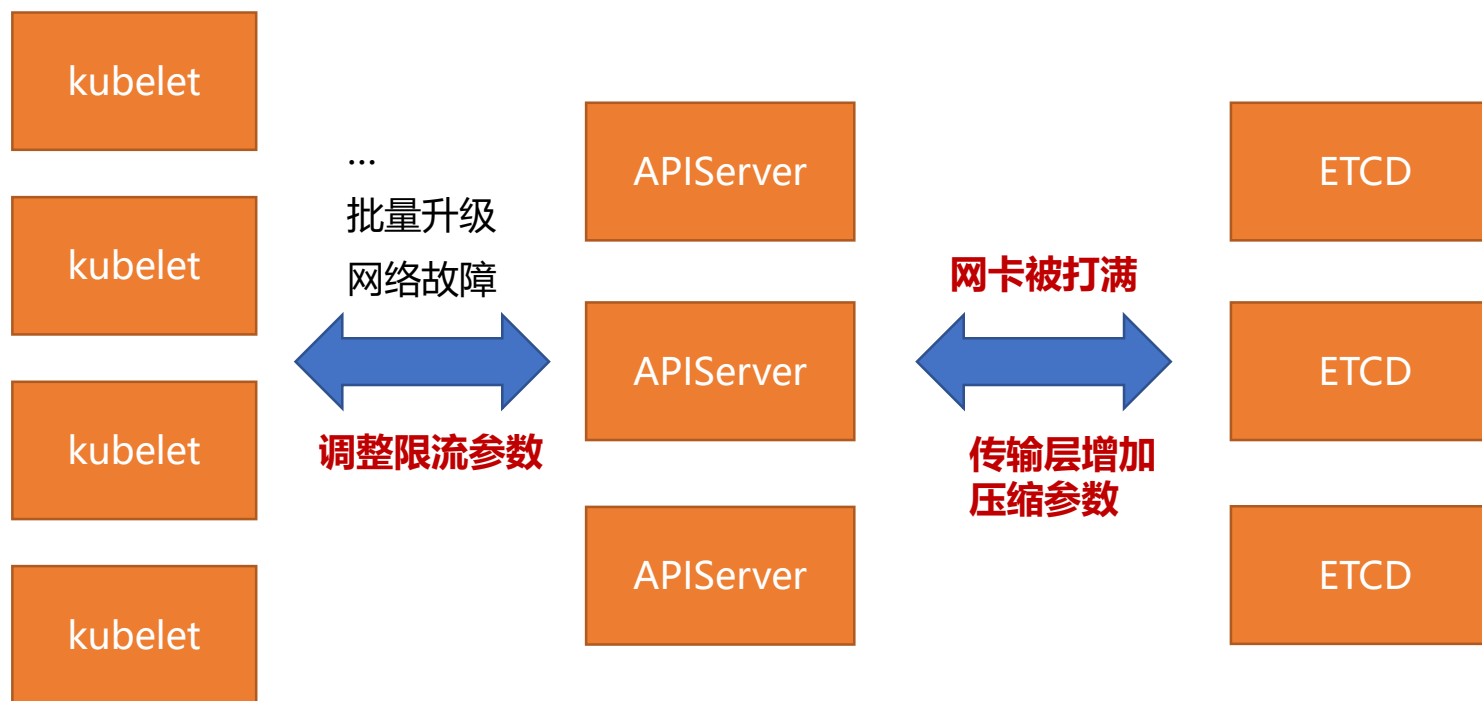 kubelet
kubelet
kubelet
kubelet
...
批量升级
网络故障
调整限流参数
APIServer
APIServer
APIServer
网卡被打满
传输层增加
压缩参数
ETCD
ETCD
ETCD